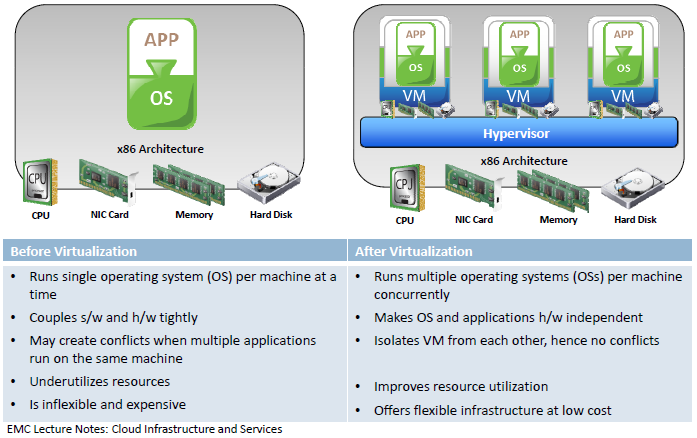 APP
OS
x86 Architecture
CPU
CPU
NIC Card
Memory
Hard Disk
APP
OS
VM
APP
OS
VM
APP
OS
VM
Hypervisor
x86 Architecture
CPU
CPU
NIC Card
Memory
Hard Disk
Before Virtualization
• Runs single operating system (OS) per machine at a
time
• Couples s/w and h/w tightly
• May create conflicts when multiple applications
run on the same machine
• Underutilizes resources
• Is inflexible and expensive
After Virtualization
• Runs multiple operating systems (OSs) per machine
concurrently
• Makes OS and applications h/w independent
• Isolates VM from each other, hence no conflicts
• Improves resource utilization
• Offers flexible infrastructure at low cost
EMC Lecture Notes: Cloud Infrastructure and Services